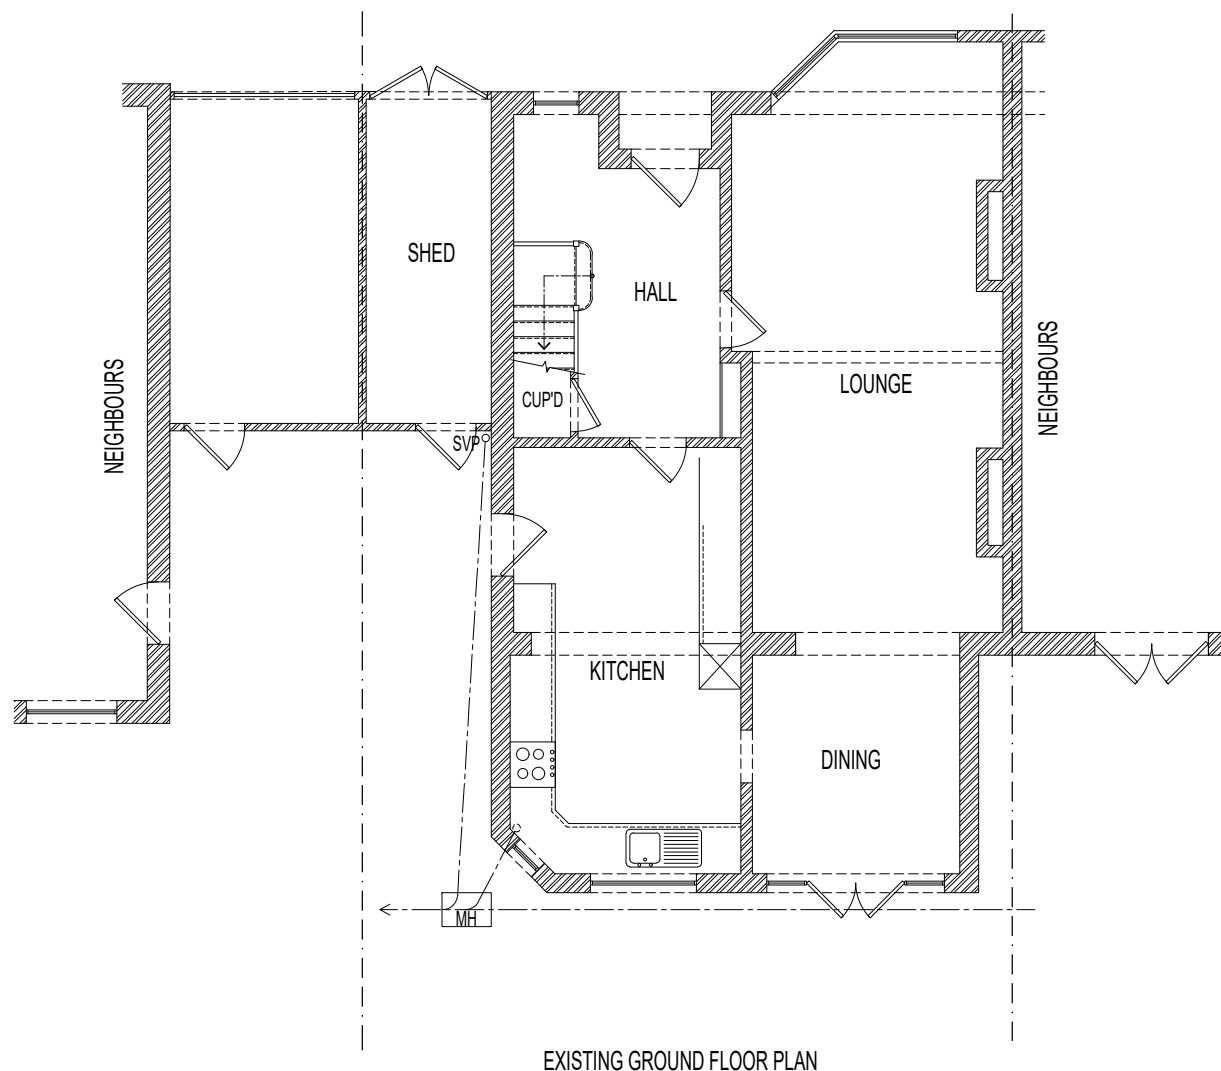 SHED
HALL
NEIGHBOURS
NEIGHBOURS
LOUNGE
CUP'D
SVP
KITCHEN
DINING
MH
EXISTING GROUND FLOOR PLAN